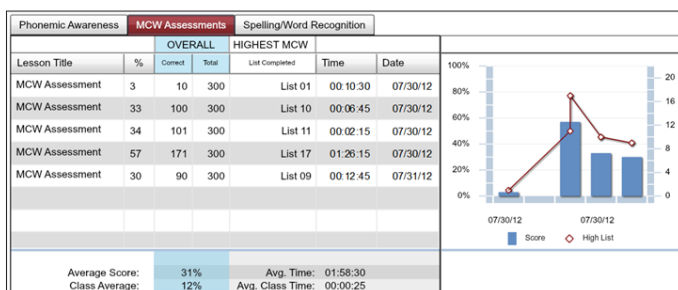 Phonemic Awareness MCW Assessments Spelling/Word Recognition
OVERALL HIGHEST MCW
Lesson Title % Correct Total List Completed Time Date
MCW Assessment 3 10 300 List 01 00:10:30 07/30/12
MCW Assessment 33 100 300 List 10 00:06:45 07/30/12
MCW Assessment 34 101 300 List 11 00:02:15 07/30/12
MCW Assessment 57 171 300 List 17 01:26:15 07/30/12
MCW Assessment 30 90 300 List 09 00:12:45 07/31/12
Average Score: 31% Avg. Time: 01:58:30
Class Average: 12% Avg. Class Time: 00:00:25
100% 20
80% 16
60% 12
40% 8
20% 4
0% 0
07/30/12 07/30/12
Score High List